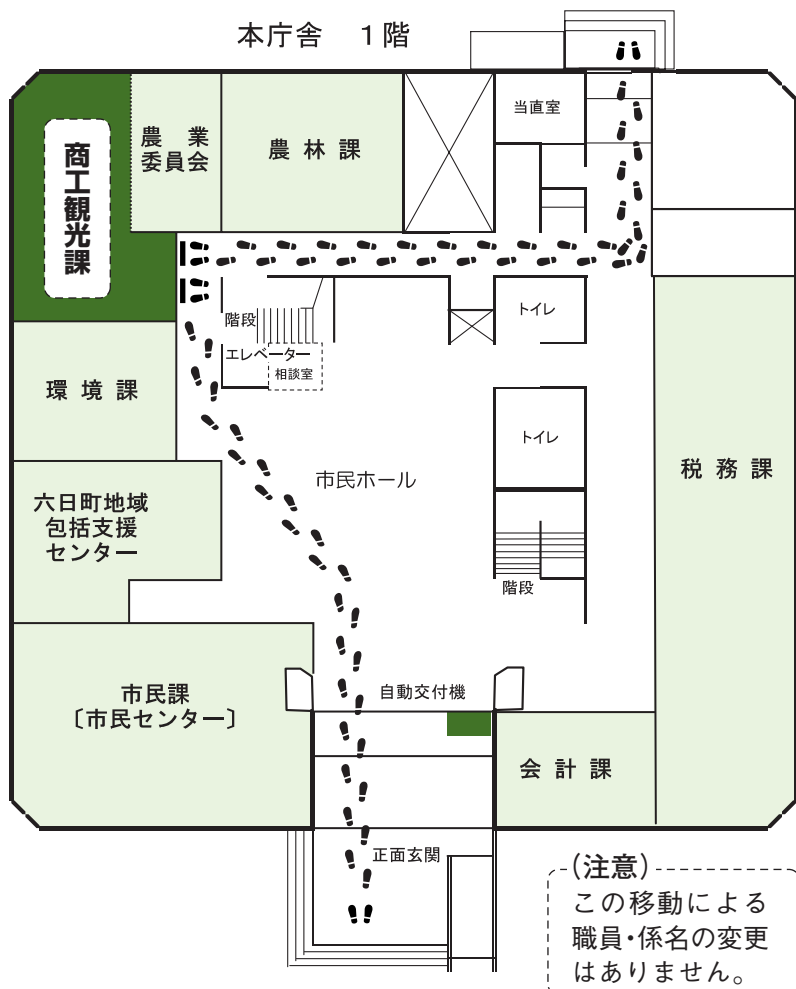 本庁舎　1階
当直室
農　業
委員会
農 林 課
商工観光課
階段
エレベーター
相談室
トイレ
環 境 課
トイレ
税 務 課
市民ホール
六日町地域
包括支援
センター
階段
市民課
〔市民センター〕
自動交付機
会 計 課
正面玄関
(注意)
この移動による
職員・係名の変更
はありません。